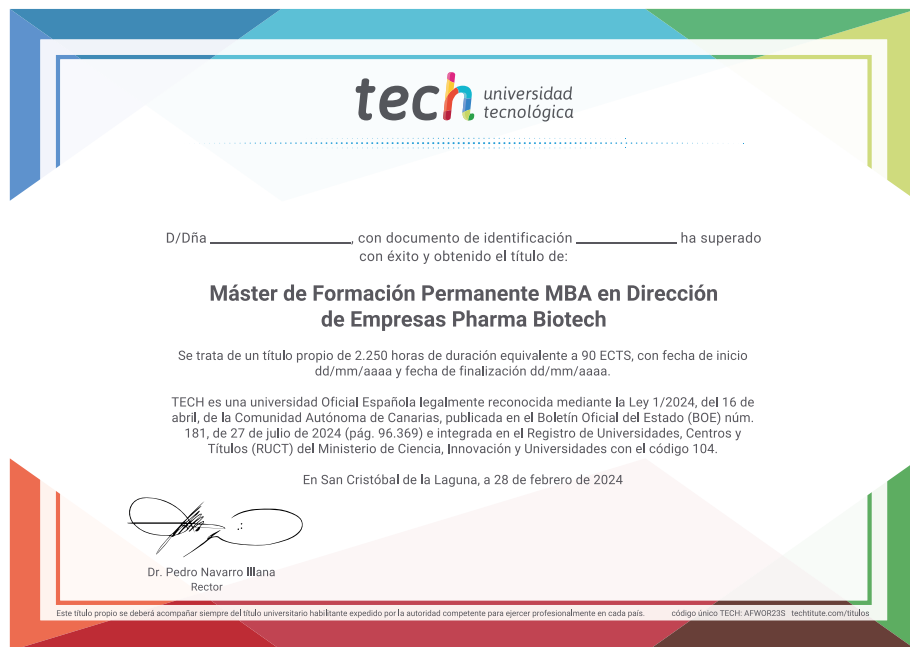 tech universidad
tecnológica
D/Dña ____________________, con documento de identificación ______________ ha superado
con éxito y obtenido el título de:
Máster de Formación Permanente MBA en Dirección
de Empresas Pharma Biotech
Se trata de un título propio de 2.250 horas de duración equivalente a 90 ECTS, con fecha de inicio
dd/mm/aaaa y fecha de finalización dd/mm/aaaa.
TECH es una universidad Oficial Española legalmente reconocida mediante la Ley 1/2024, del 16 de
abril, de la Comunidad Autónoma de Canarias, publicada en el Boletín Oficial del Estado (BOE) núm.
181, de 27 de julio de 2024 (pág. 96.369) e integrada en el Registro de Universidades, Centros y
Títulos (RUCT) del Ministerio de Ciencia, Innovación y Universidades con el código 104.
En San Cristóbal de la Laguna, a 28 de febrero de 2024
Dr. Pedro Navarro Illana
Rector
Este título propio se deberá acompañar siempre del título universitario habilitante expedido por la autoridad competente para ejercer profesionalmente en cada país. código único TECH: AFWOR23S techtitute.com/titulos